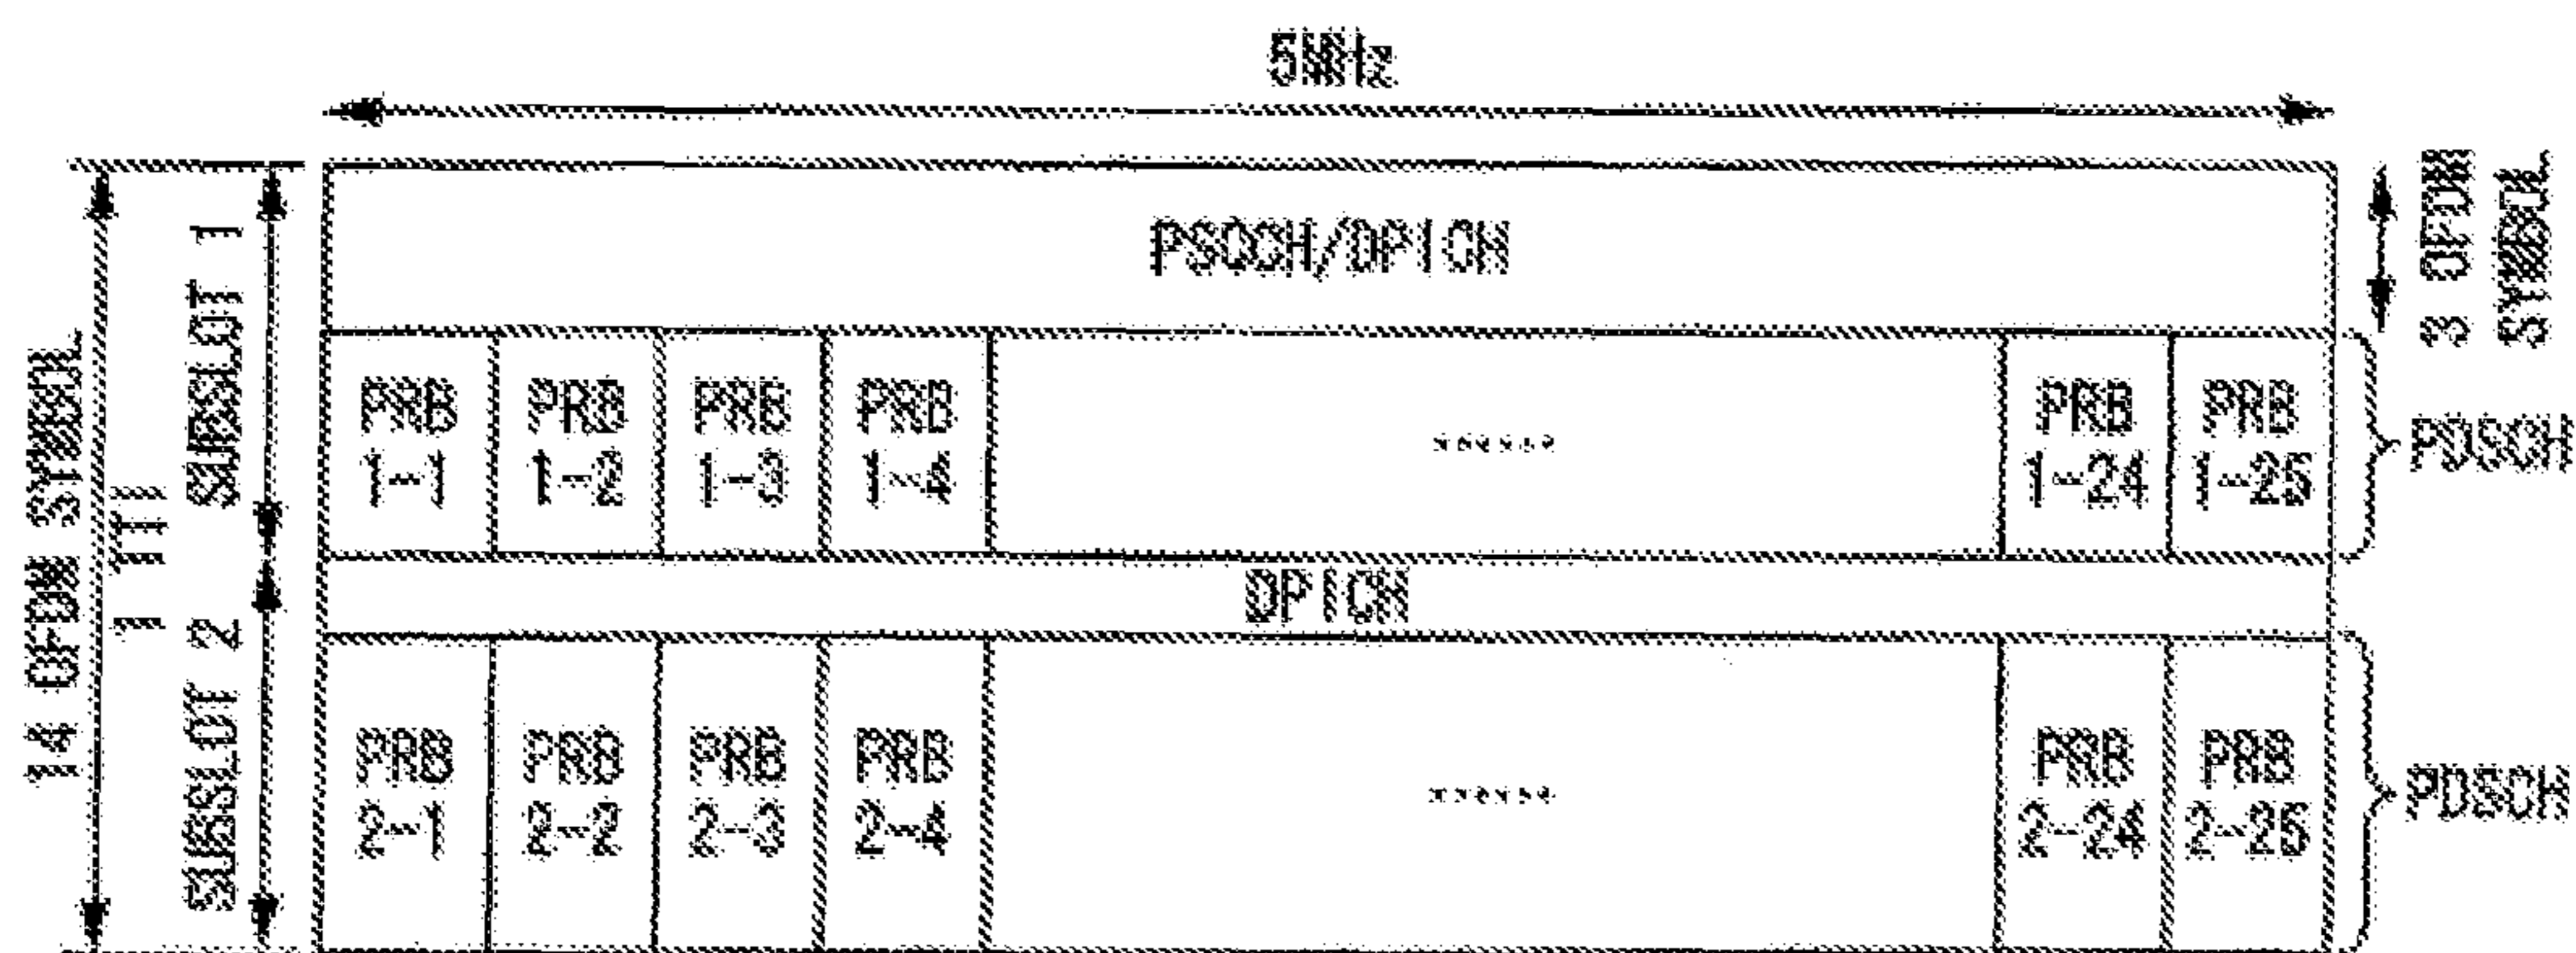 5MHz
14 OFDM SYMBOL
1 TTI
SUBSLOT 1
SUBSLOT 2
PSCCH/DPICH
3 OFDM
SYMBOL
PRB
1-1
PRB
1-2
PRB
1-3
PRB
1-4
......
PRB
1-24
PRB
1-25
PDSCH
DPICH
PRB
2-1
PRB
2-2
PRB
2-3
PRB
2-4
......
PRB
2-24
PRB
2-25
PDSCH